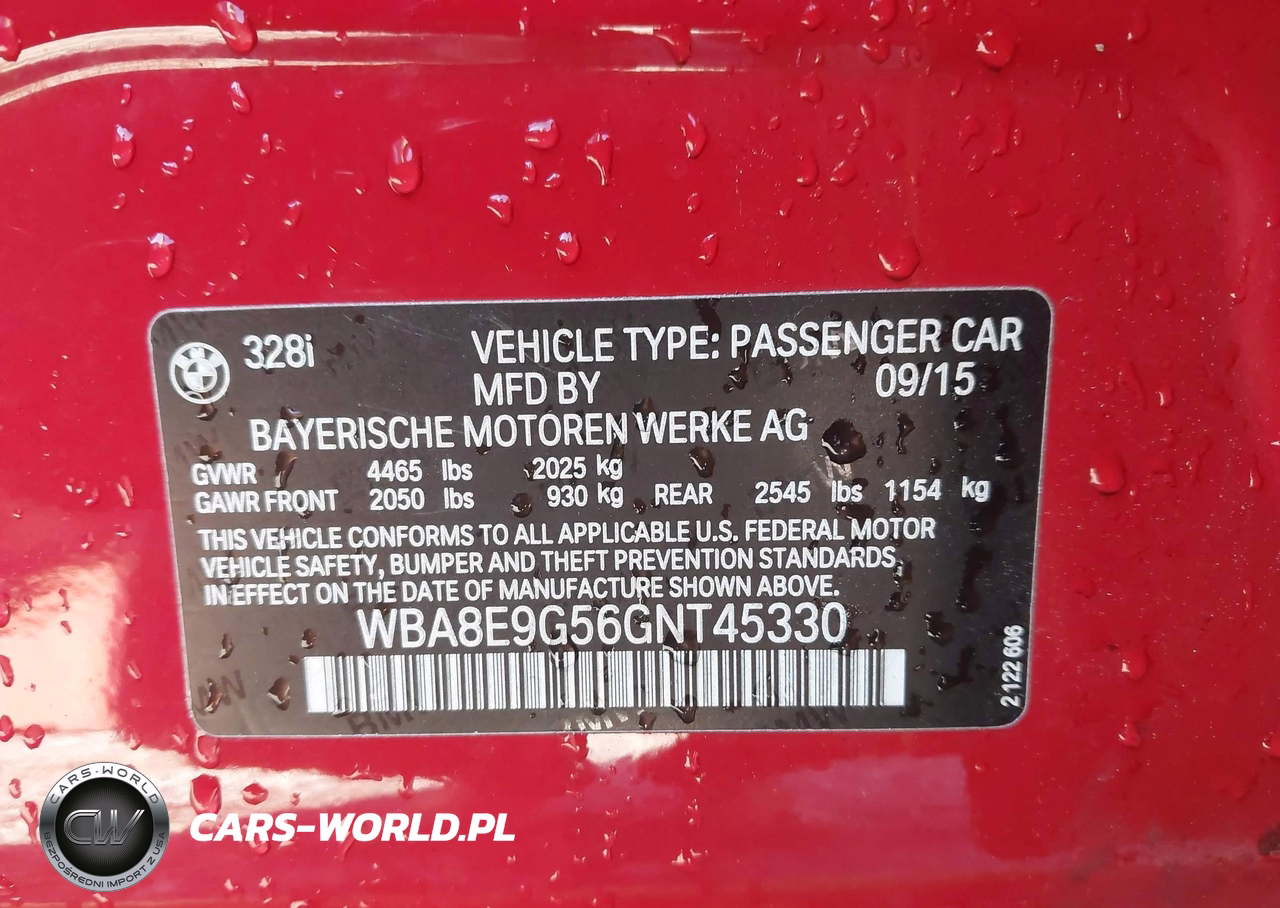 328i
VEHICLE TYPE: PASSENGER CAR
MFD BY 09/15
BAYERISCHE MOTOREN WERKE AG
GVWR 4465 lbs 2025 kg
GAWR FRONT 2050 lbs 930 kg REAR 2545 lbs 1154 kg
THIS VEHICLE CONFORMS TO ALL APPLICABLE U.S. FEDERAL MOTOR
VEHICLE SAFETY, BUMPER AND THEFT PREVENTION STANDARDS
IN EFFECT ON THE DATE OF MANUFACTURE SHOWN ABOVE.
WBA8E9G56GNT45330
2 122 606
CARS-WORLD
CW
BEZPOŚREDNI IMPORT Z USA
CARS-WORLD.PL